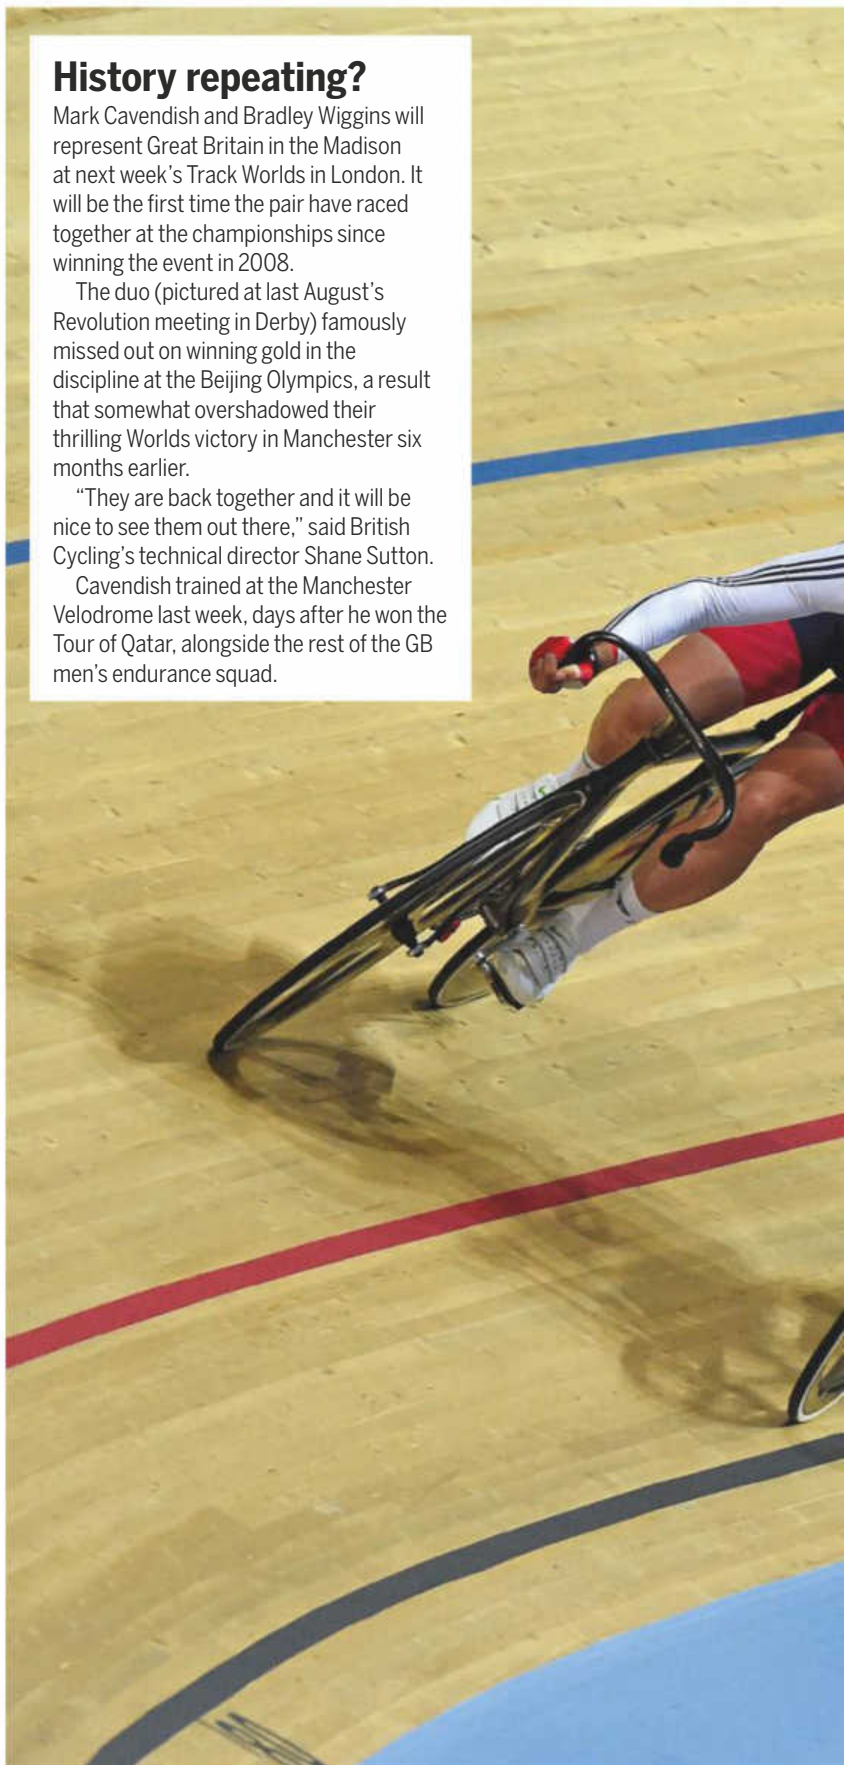 History repeating?
Mark Cavendish and Bradley Wiggins will
represent Great Britain in the Madison
at next week's Track Worlds in London. It
will be the first time the pair have raced
together at the championships since
winning the event in 2008.
The duo (pictured at last August's
Revolution meeting in Derby) famously
missed out on winning gold in the
discipline at the Beijing Olympics, a result
that somewhat overshadowed their
thrilling Worlds victory in Manchester six
months earlier.
“They are back together and it will be
nice to see them out there,” said British
Cycling's technical director Shane Sutton.
Cavendish trained at the Manchester
Velodrome last week, days after he won the
Tour of Qatar, alongside the rest of the GB
men's endurance squad.